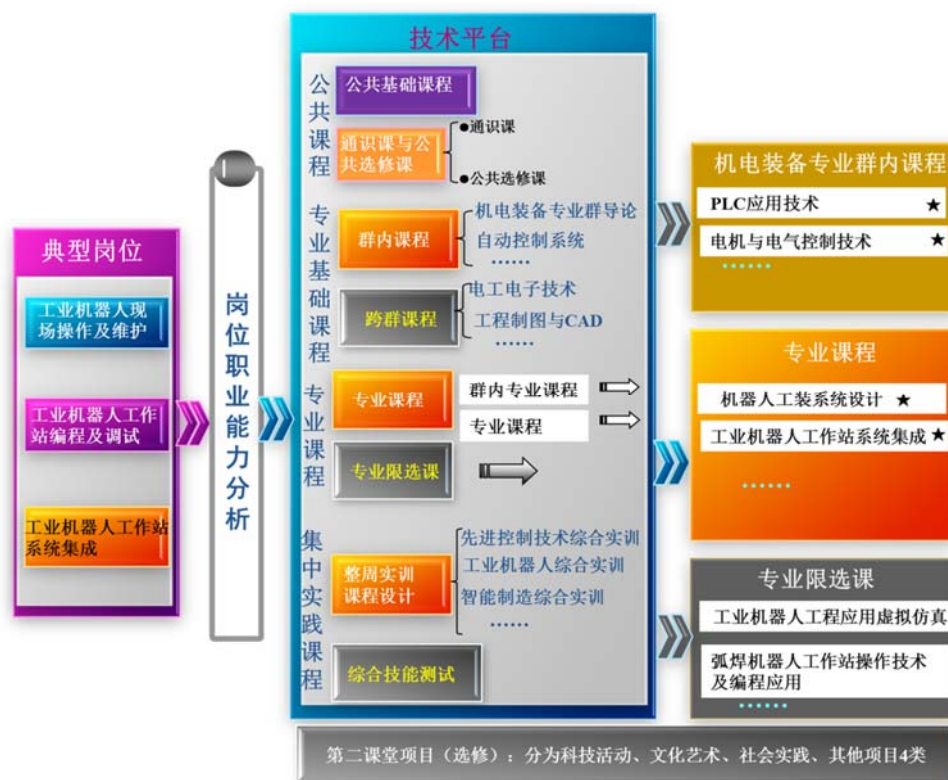 典型岗位
工业机器人现
场操作及维护
工业机器人工作
站编程及调试
工业机器人工作站
系统集成
岗位职业能力分析
技术平台
公共课程
公共基础课程
通识课与公
共选修课
●通识课
●公共选修课
专业基础课程
群内课程
机电装备专业群导论
自动控制系统
……
跨群课程
电工电子技术
工程制图与CAD
……
专业课程
专业课程
群内专业课程
专业课程
专业限选课
集中实践课程
整周实训
课程设计
先进控制技术综合实训
工业机器人综合实训
智能制造综合实训
……
综合技能测试
机电装备专业群内课程
PLC应用技术 ★
电机与电气控制技术 ★
……
专业课程
机器人工装系统设计 ★
工业机器人工作站系统集成 ★
……
专业限选课
工业机器人工程应用虚拟仿真
弧焊机器人工作站操作技术
及编程应用
……
第二课堂项目（选修）：分为科技活动、文化艺术、社会实践、其他项目4类